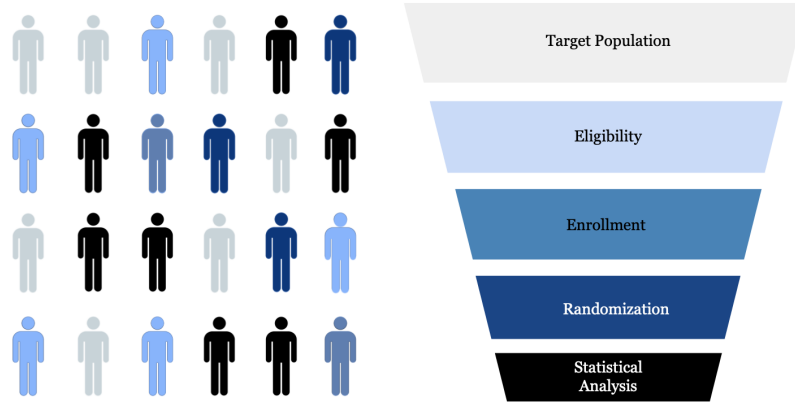 Target Population
Eligibility
Enrollment
Randomization
Statistical
Analysis